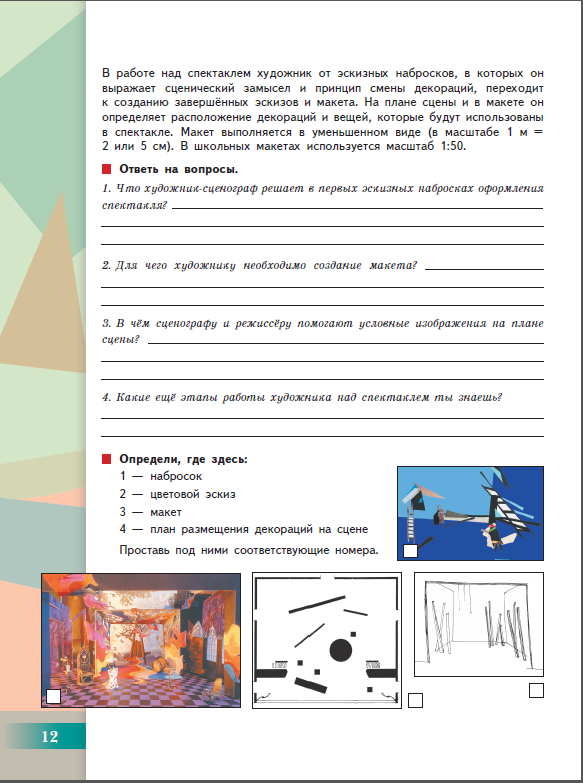 В работе над спектаклем художник от эскизных набросков, в которых он
выражает сценический замысел и принцип смены декораций, переходит
к созданию завершённых эскизов и макета. На плане сцены и в макете он
определяет расположение декораций и вещей, которые будут использованы
в спектакле. Макет выполняется в уменьшенном виде (в масштабе 1 м =
2 или 5 см). В школьных макетах используется масштаб 1:50.
Ответь на вопросы.
1. Что художник-сценограф решает в первых эскизных набросках оформления
спектакля?
2. Для чего художнику необходимо создание макета?
3. В чём сценографу и режиссёру помогают условные изображения на плане
сцены?
4. Какие ещё этапы работы художника над спектаклем ты знаешь?
Определи, где здесь:
1 — набросок
2 — цветовой эскиз
3 — макет
4 — план размещения декораций на сцене
Проставь под ними соответствующие номера.
12